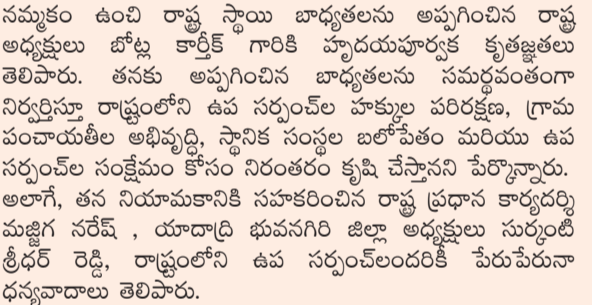 నమ్మకం ఉంచి రాష్ట్ర స్థాయి బాధ్యతలను అప్పగించిన రాష్ట్ర
అధ్యక్షులు బోట్ల కార్తీక్ గారికి హృదయపూర్వక కృతజ్ఞతలు
తెలిపారు. తనకు అప్పగించిన బాధ్యతలను సమర్థవంతంగా
నిర్వర్తిస్తూ రాష్ట్రంలోని ఉప సర్పంచ్‌ల హక్కుల పరిరక్షణ, గ్రామ
పంచాయతీల అభివృద్ధి, స్థానిక సంస్థల బలోపేతం మరియు ఉప
సర్పంచ్‌ల సంక్షేమం కోసం నిరంతరం కృషి చేస్తానని పేర్కొన్నారు.
అలాగే, తన నియామకానికి సహకరించిన రాష్ట్ర ప్రధాన కార్యదర్శి
మజ్జిగ నరేష్ , యాదాద్రి భువనగిరి జిల్లా అధ్యక్షులు సుర్కంటి
శ్రీధర్ రెడ్డి, రాష్ట్రంలోని ఉప సర్పంచ్‌లందరికీ పేరుపేరునా
ధన్యవాదాలు తెలిపారు.